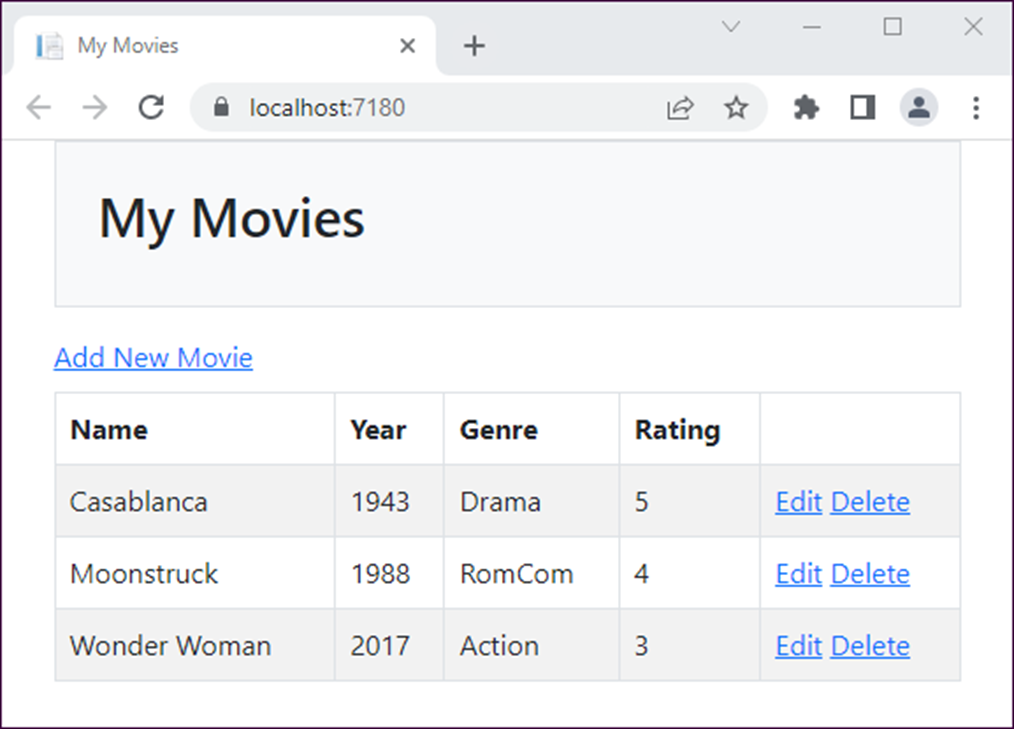 My Movies
localhost:7180
My Movies
Add New Movie
Name Year Genre Rating
Casablanca 1943 Drama 5 Edit Delete
Moonstruck 1988 RomCom 4 Edit Delete
Wonder Woman 2017 Action 3 Edit Delete